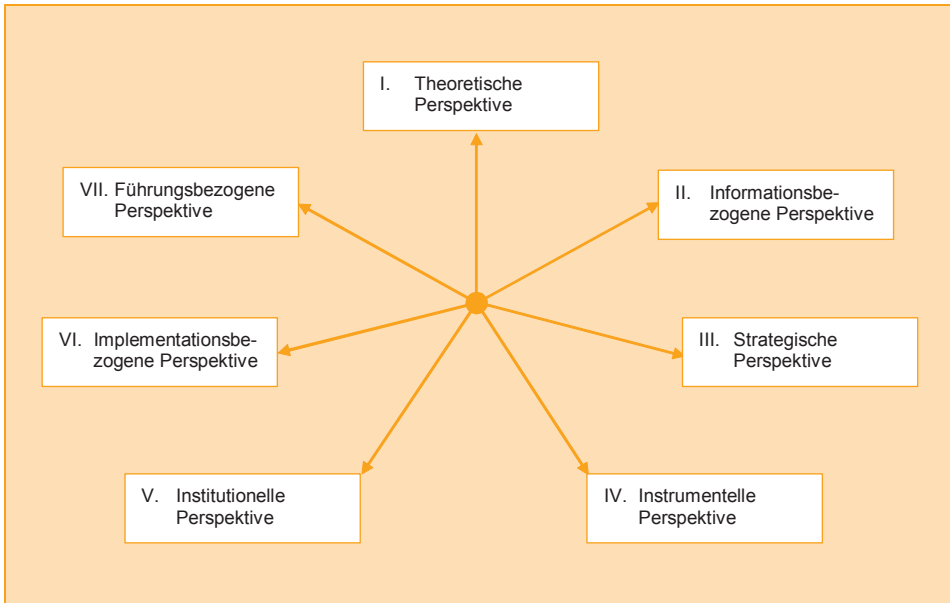 I. Theoretische
Perspektive
II. Informationsbe-
zogene Perspektive
III. Strategische
Perspektive
IV. Instrumentelle
Perspektive
V. Institutionelle
Perspektive
VI. Implementationsbe-
zogene Perspektive
VII. Führungsbezogene
Perspektive